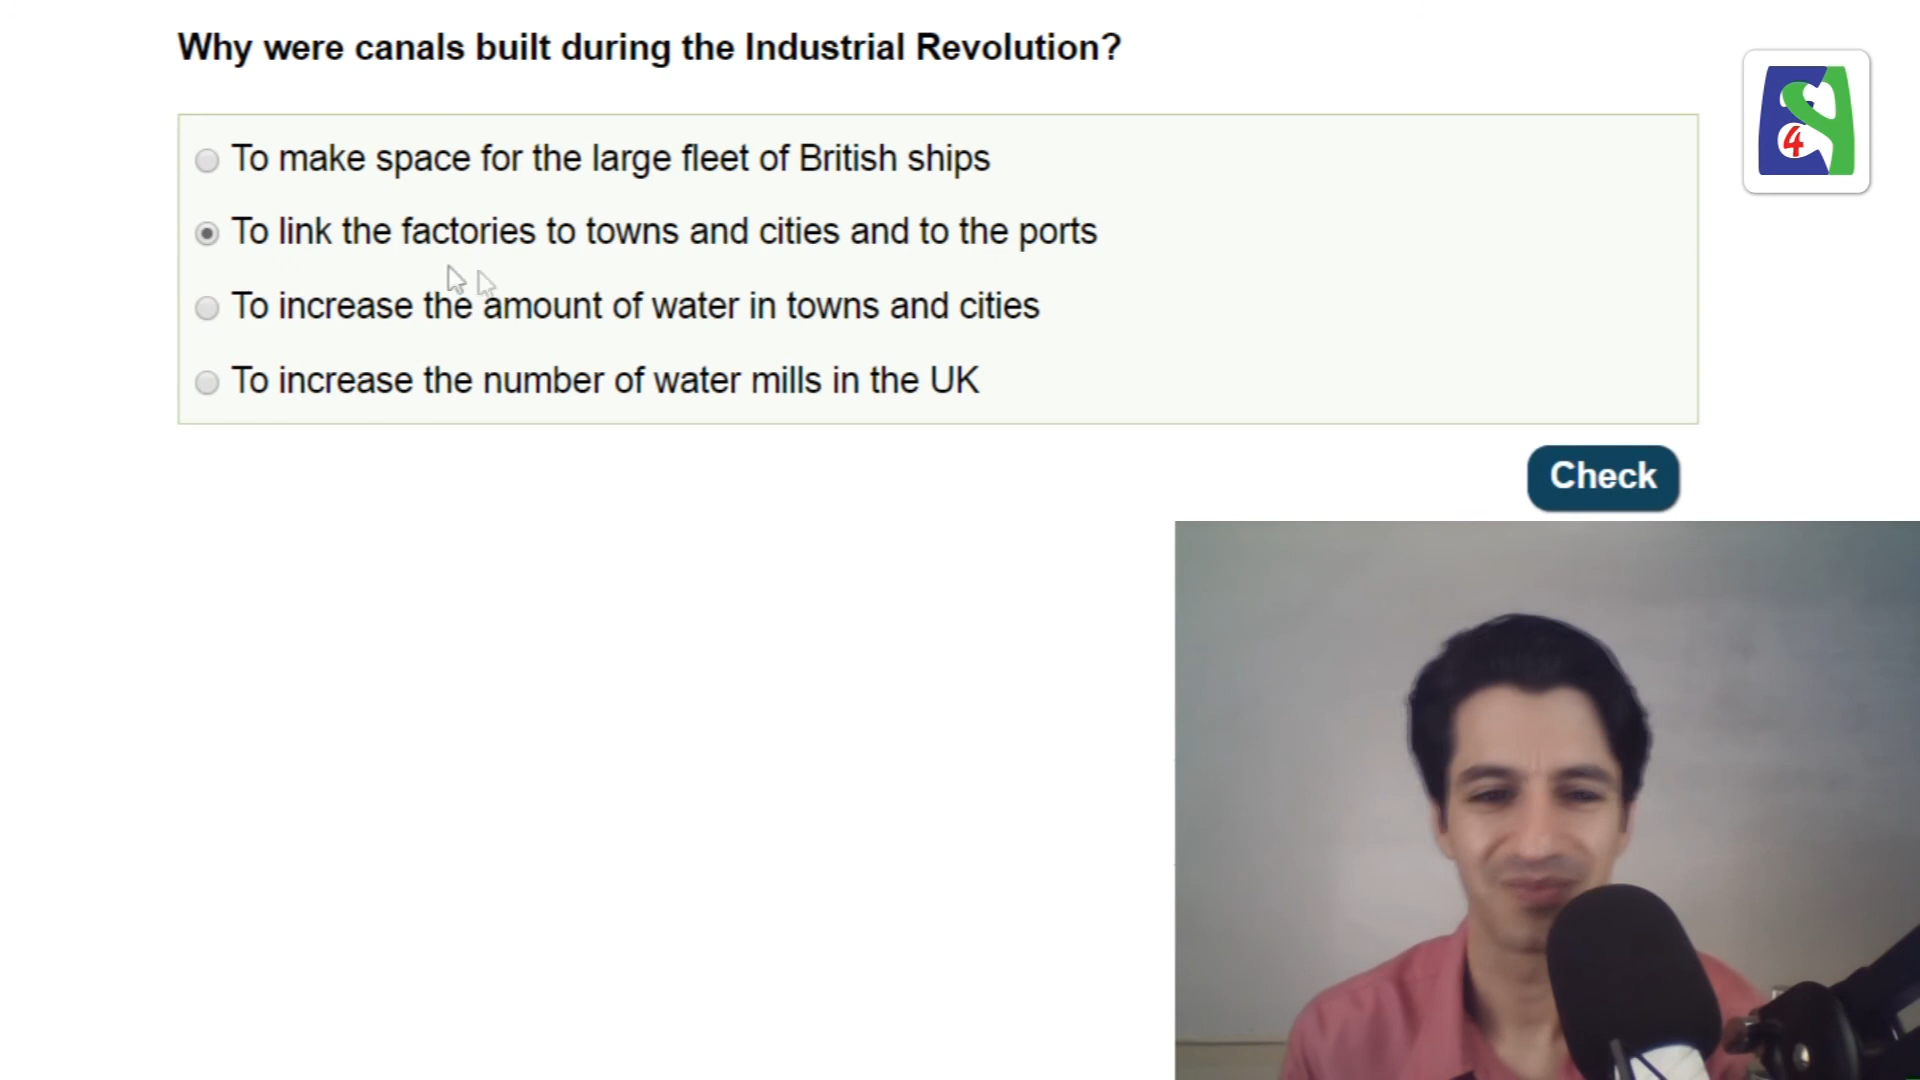 Why were canals built during the Industrial Revolution?
To make space for the large fleet of British ships
To link the factories to towns and cities and to the ports
To increase the amount of water in towns and cities
To increase the number of water mills in the UK
Check
4